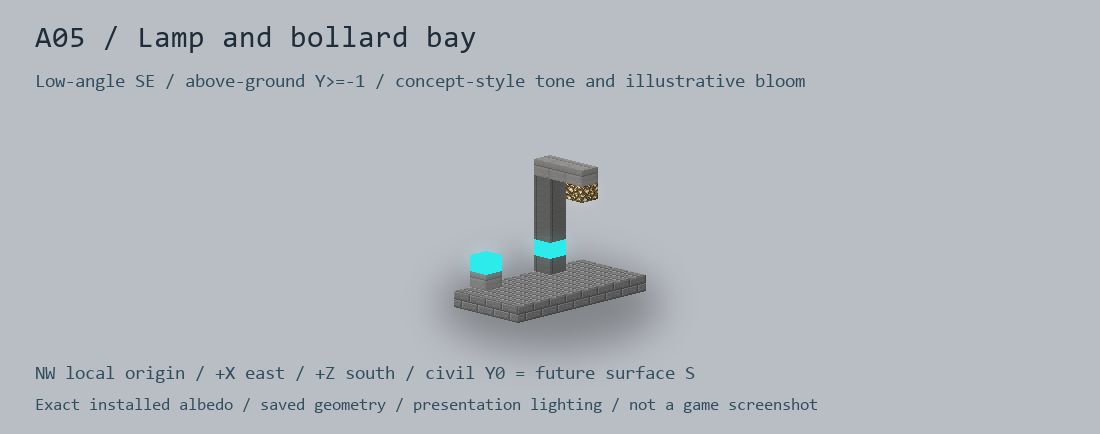 A05 / Lamp and bollard bay
Low-angle SE / above-ground Y>=-1 / concept-style tone and illustrative bloom
NW local origin / +X east / +Z south / civil Y0 = future surface S
Exact installed albedo / saved geometry / presentation lighting / not a game screenshot